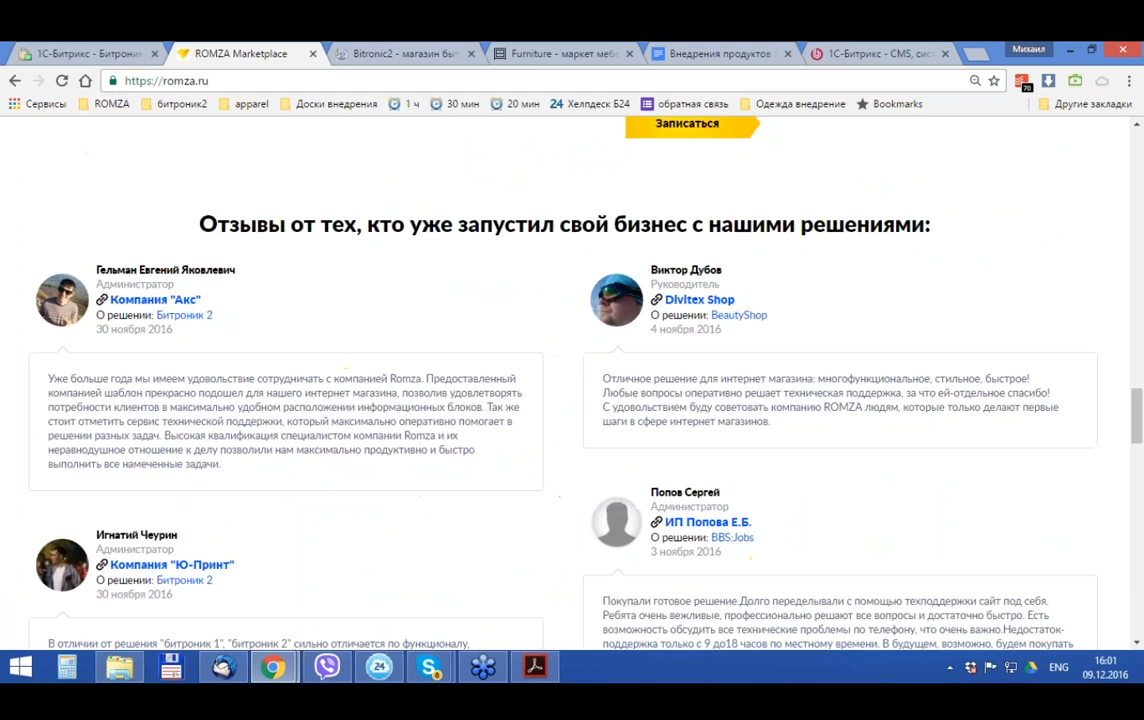 1С-Битрикс - Битрони
ROMZA Marketplace
Bitronic2 - магазин быт
Furniture - маркет меб
Внедрения продуктов
1С-Битрикс - CMS, сис
Михаил
https://romza.ru
70
Сервисы
ROMZA
битроник2
apparel
Доски внедрения
1 ч
30 мин
20 мин
24 Хелпдеск Б24
обратная связь
Одежда внедрение
Bookmarks
Другие закладки
Записаться
Отзывы от тех, кто уже запустил свой бизнес с нашими решениями:
Гельман Евгений Яковлевич
Администратор
Компания "Акс"
О решении: Битроник 2
30 ноября 2016
Уже больше года мы имеем удовольствие сотрудничать с компанией Romza. Предоставленный
компанией шаблон прекрасно подошел для нашего интернет магазина, позволив удовлетворять
потребности клиентов в максимально удобном расположении информационных блоков. Так же
стоит отметить сервис технической поддержки, который максимально оперативно помогает в
решении разных задач. Высокая квалификация специалистом компании Romza и их
неравнодушное отношение к делу позволили нам максимально продуктивно и быстро
выполнить все намеченные задачи.
Игнатий Чеурин
Администратор
Компания "Ю-Принт"
О решении: Битроник 2
30 ноября 2016
В отличии от решения "битроник 1", "битроник 2" сильно отличается по функционалу,
Виктор Дубов
Руководитель
Divitex Shop
О решении: BeautyShop
4 ноября 2016
Отличное решение для интернет магазина: многофункциональное, стильное, быстрое!
Любые вопросы оперативно решает техническая поддержка, за что ей-отдельное спасибо!
С удовольствием буду советовать компанию ROMZA людям, которые только делают первые
шаги в сфере интернет магазинов.
Попов Сергей
Администратор
ИП Попова Е.Б.
О решении: BBS:Jobs
3 ноября 2016
Покупали готовое решение.Долго переделывали с помощью техподдержки сайт под себя.
Ребята очень вежливые, профессионально решают все вопросы и достаточно быстро. Есть
возможность обсудить все технические проблемы по телефону, что очень важно.Недостаток-
поддержка только с 9 до18 часов по местному времени. В будущем, возможно, будем покупать
24
ENG
16:01
09.12.2016